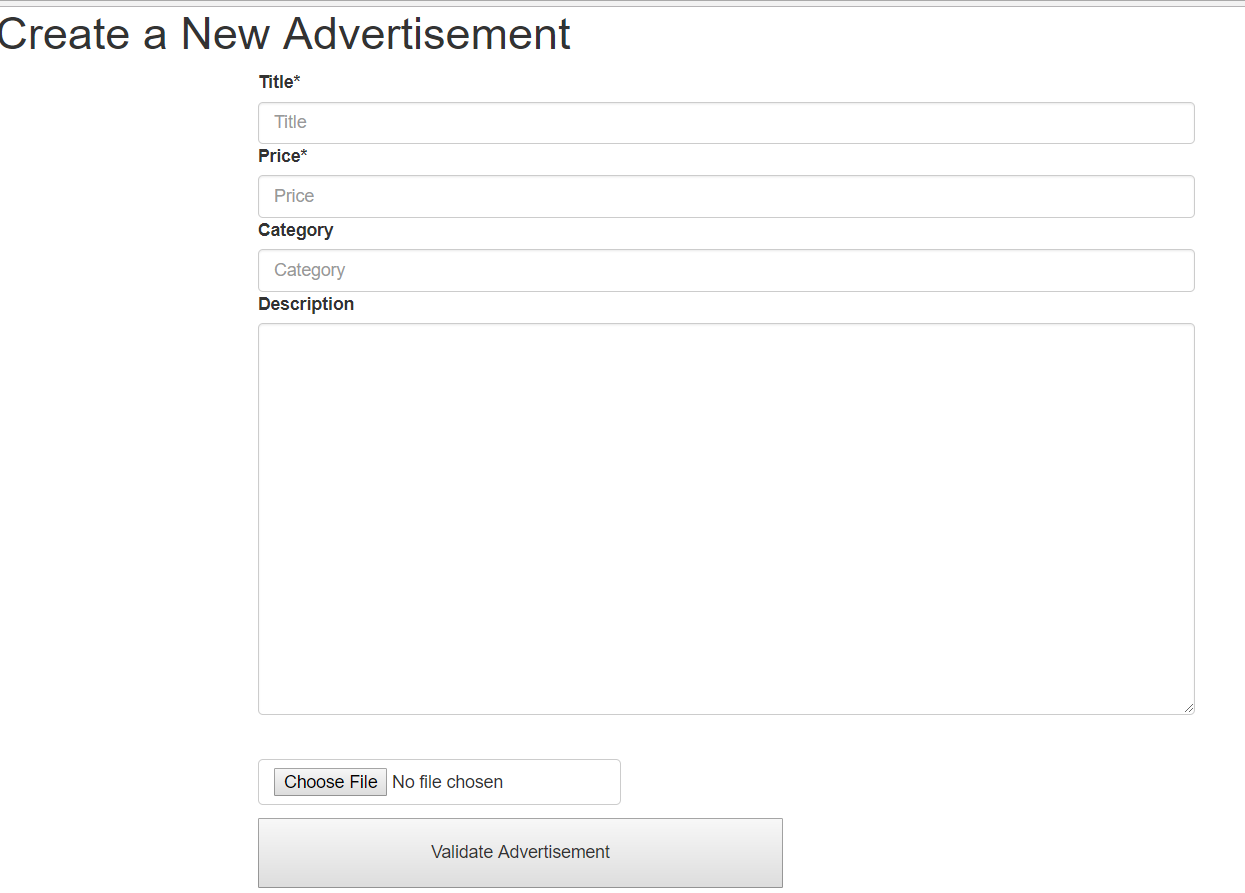 Create a New Advertisement
Title*
Title
Price*
Price
Category
Category
Description
Choose File No file chosen
Validate Advertisement